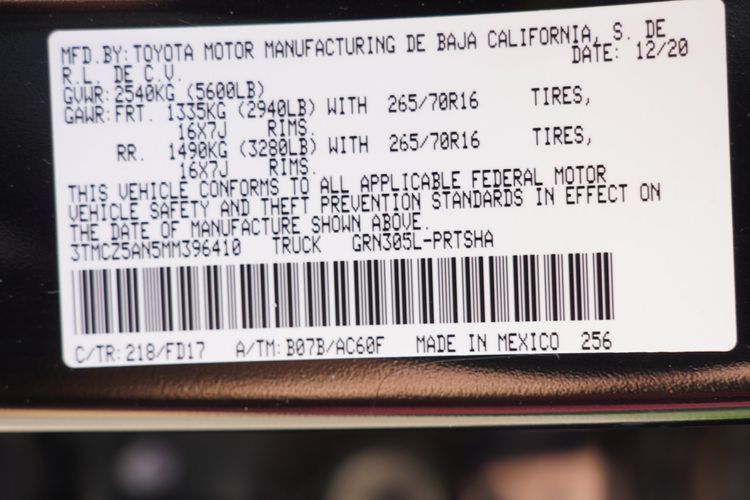 MFD.BY:TOYOTA MOTOR MANUFACTURING DE BAJA CALIFORNIA, S. DE
R.L. DE C.V. DATE: 12/20
GVWR:2540KG (5600LB)
GAWR:FRT. 1335KG (2940LB) WITH 265/70R16 TIRES,
16X7J RIMS.
RR. 1490KG (3280LB) WITH 265/70R16 TIRES,
16X7J RIMS.
THIS VEHICLE CONFORMS TO ALL APPLICABLE FEDERAL MOTOR
VEHICLE SAFETY AND THEFT PREVENTION STANDARDS IN EFFECT ON
THE DATE OF MANUFACTURE SHOWN ABOVE.
3TMCZ5AN5MM396410 TRUCK GRN305L-PRTSHA
C/TR:218/FD17 A/TM:B07B/AC60F MADE IN MEXICO 256